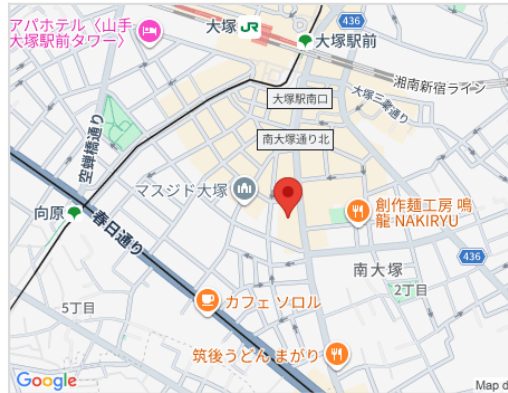 アパホテル〈山手
大塚駅前タワー〉
大塚 JR
大塚駅前
436
湘南新宿ライン
大塚駅南口
大塚三業通り
南大塚通り北
空蝉橋通り
マスジド大塚
向原
春日通り
創作麺工房 鳴
龍 NAKIRYU
436
南大塚
2丁目
5丁目
カフェ ソロル
筑後うどん まがり
Google
Map d